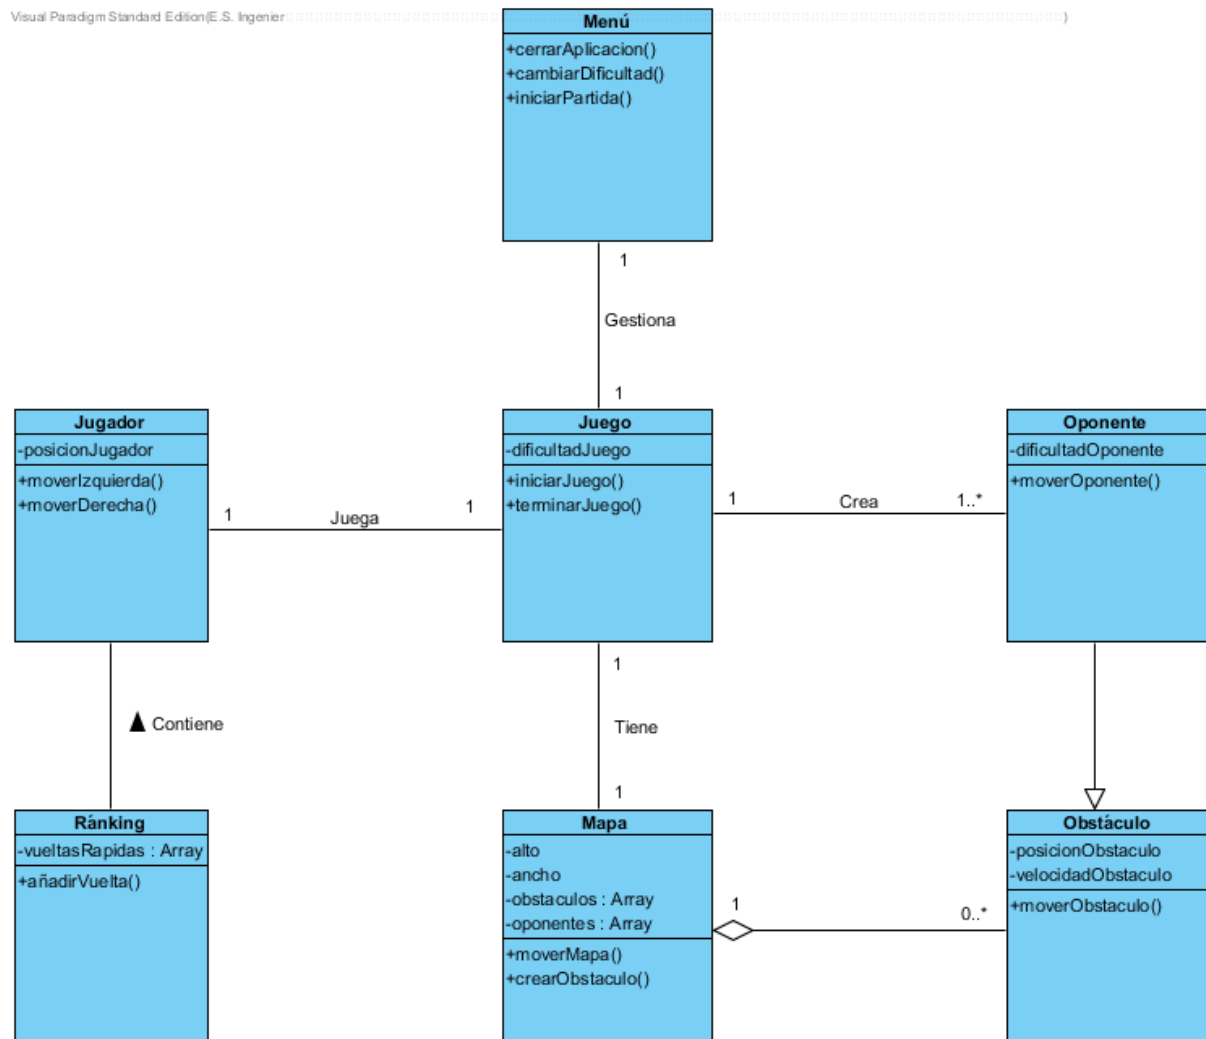 Visual Paradigm Standard Edition(E.S. Ingenier
Menú
+cerrarAplicacion()
+cambiarDificultad()
+iniciarPartida()
1
Gestiona
1
Jugador
-posicionJugador
+moverIzquierda()
+moverDerecha()
Juego
-dificultadJuego
+iniciarJuego()
+terminarJuego()
Oponente
-dificultadOponente
+moverOponente()
1
Juega
1
1
Crea
1..*
1
Tiene
1
Contiene
Ránking
-vueltasRapidas : Array
+añadirVuelta()
Mapa
-alto
-ancho
-obstaculos : Array
-oponentes : Array
+moverMapa()
+crearObstaculo()
1
0..*
Obstáculo
-posicionObstaculo
-velocidadObstaculo
+moverObstaculo()